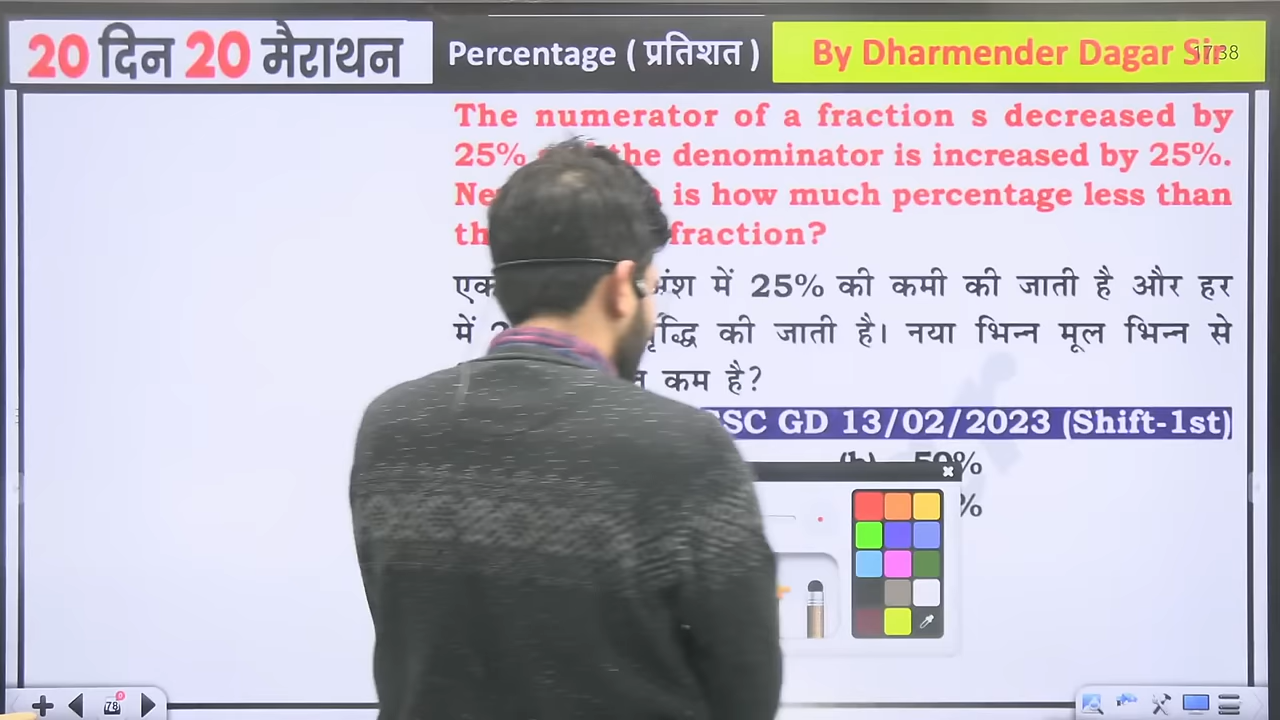 20 दिन 20 मैराथन
Percentage ( प्रतिशत )
By Dharmender Dagar Sir
17:38
The numerator of a fraction s decreased by
25% the denominator is increased by 25%.
is how much percentage less than
fraction?
में 25% की कमी की जाती है और हर
में की जाती है। नया भिन्न मूल भिन्न से
कम है?
SSC GD 13/02/2023 (Shift-1st)
(b) 50%
%
78